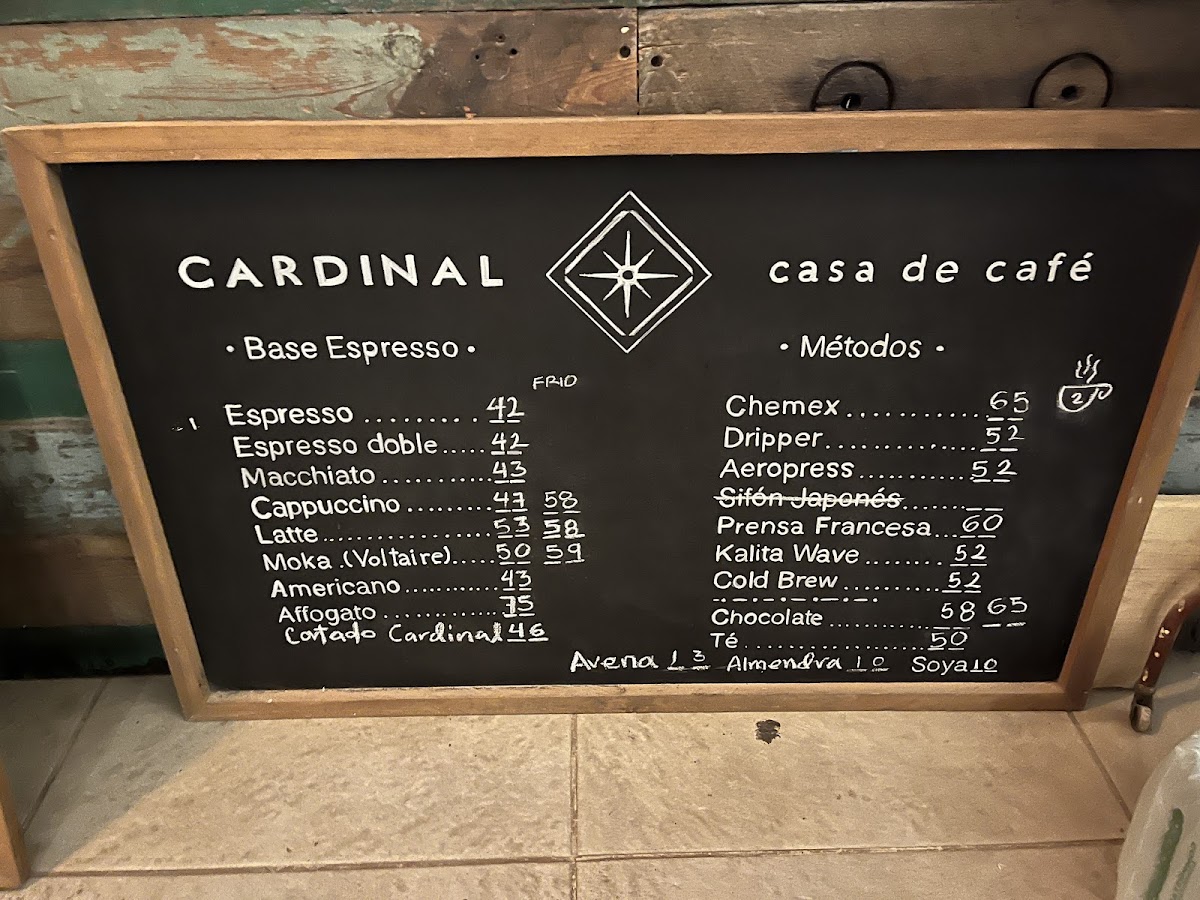 CARDINAL
casa de café
• Base Espresso •
FRIO
Espresso ......... 42
Espresso doble..... 42
Macchiato ........... 43
Cappuccino ......... 47 58
Latte ................. 53 58
Moka .(Voltaire)..... 50 59
Americano ............ 43
Affogato ............. 75
Catado Cardinal 46
• Métodos •
Chemex ............ 65 2
Dripper ............. 52
Aeropress .......... 52
Sifón Japonés .......
Prensa Francesa ... 60
Kalita Wave ........ 52
Cold Brew .......... 52
Chocolate ........... 58 65
Té .................... 50
Avena 13 Almendra 10 Soya 10